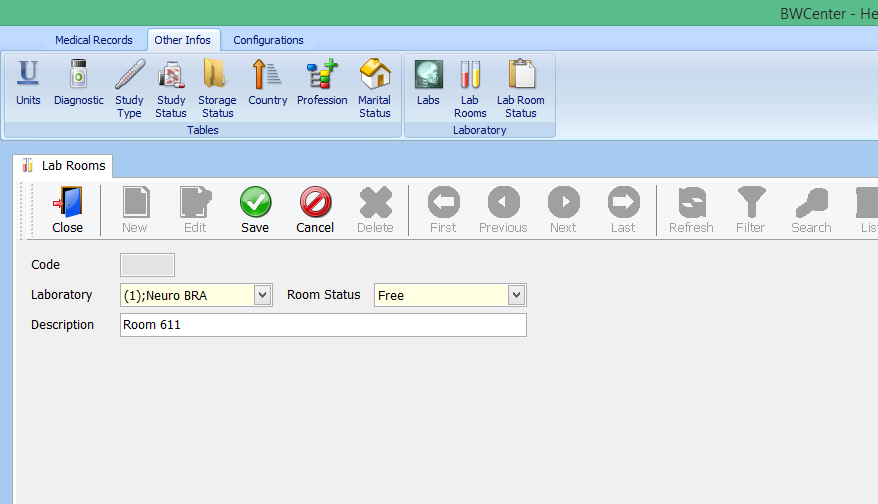 BWCenter - He
Medical Records Other Infos Configurations
Units Diagnostic Study Type Study Status Storage Status Country Profession Marital Status Labs Lab Rooms Lab Room Status
Tables Laboratory
Lab Rooms
Close New Edit Save Cancel Delete First Previous Next Last Refresh Filter Search Lis
Code
Laboratory (1);Neuro BRA Room Status Free
Description Room 611